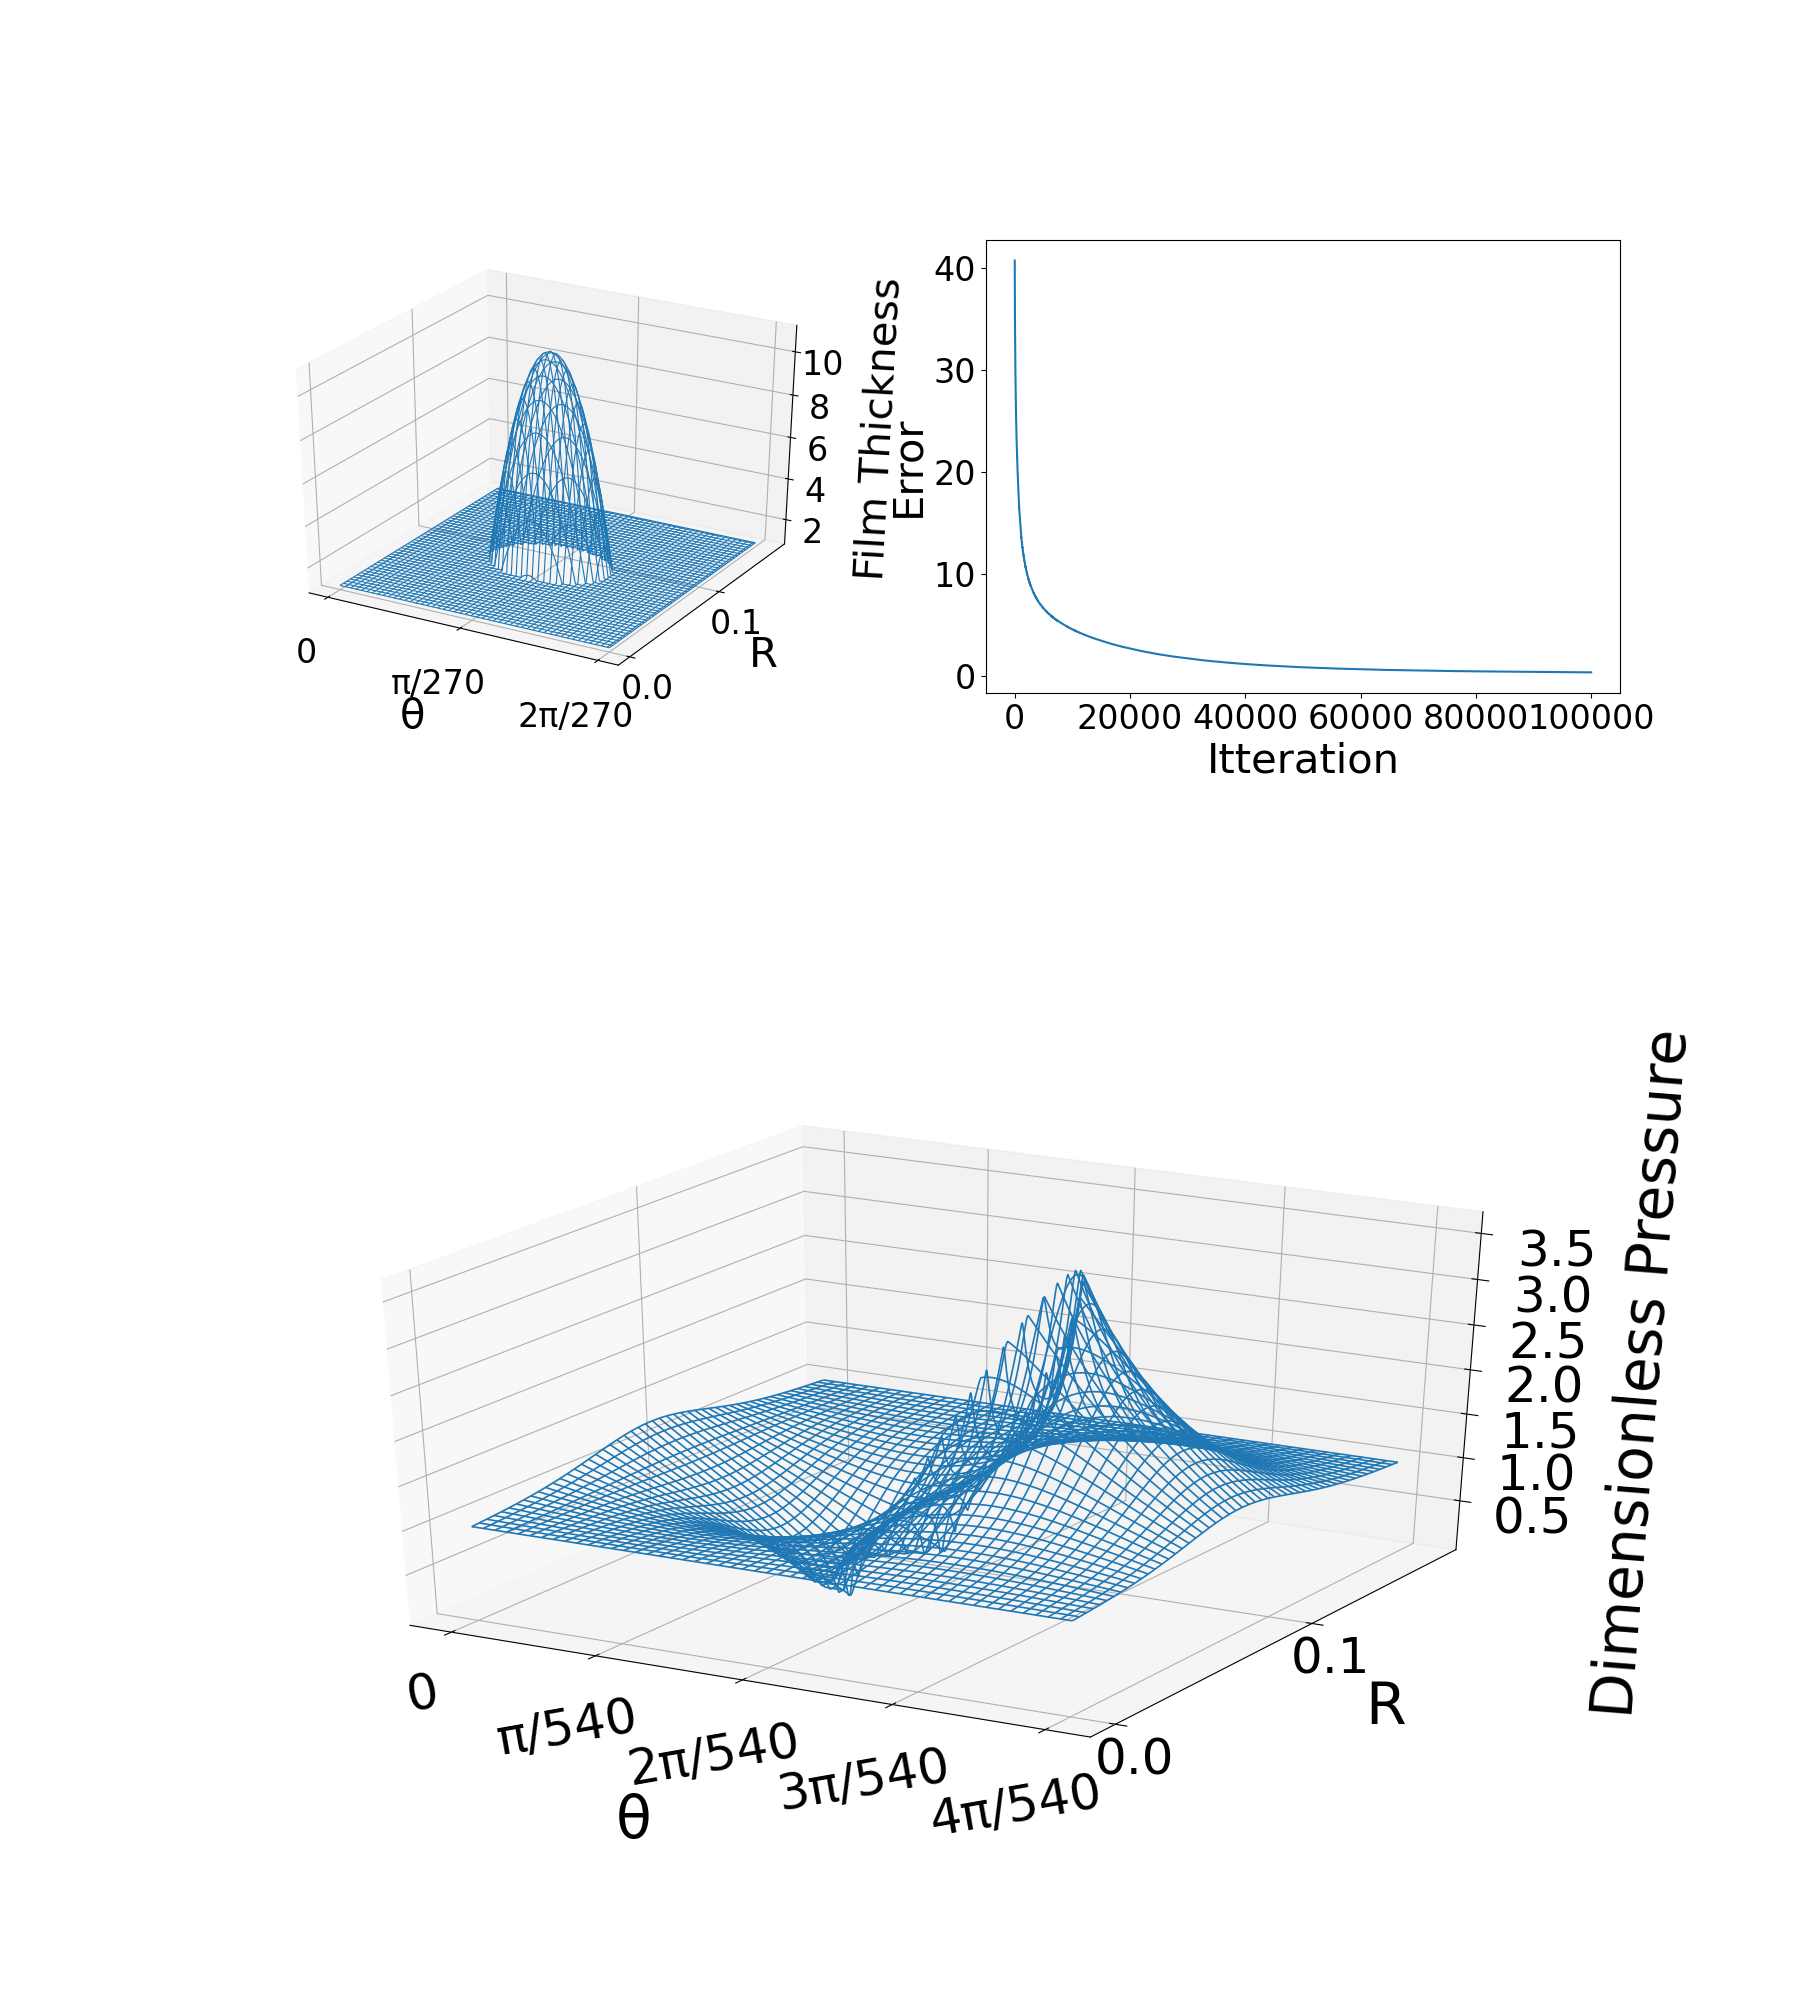 10
8
6
4
2
Film Thickness
0
π/270
2π/270
θ
0.0
0.1
R
40
30
20
10
0
Error
0
20000
40000
60000
80000
100000
Itteration
3.5
3.0
2.5
2.0
1.5
1.0
0.5
Dimensionless Pressure
0
π/540
2π/540
3π/540
4π/540
θ
0.0
0.1
R